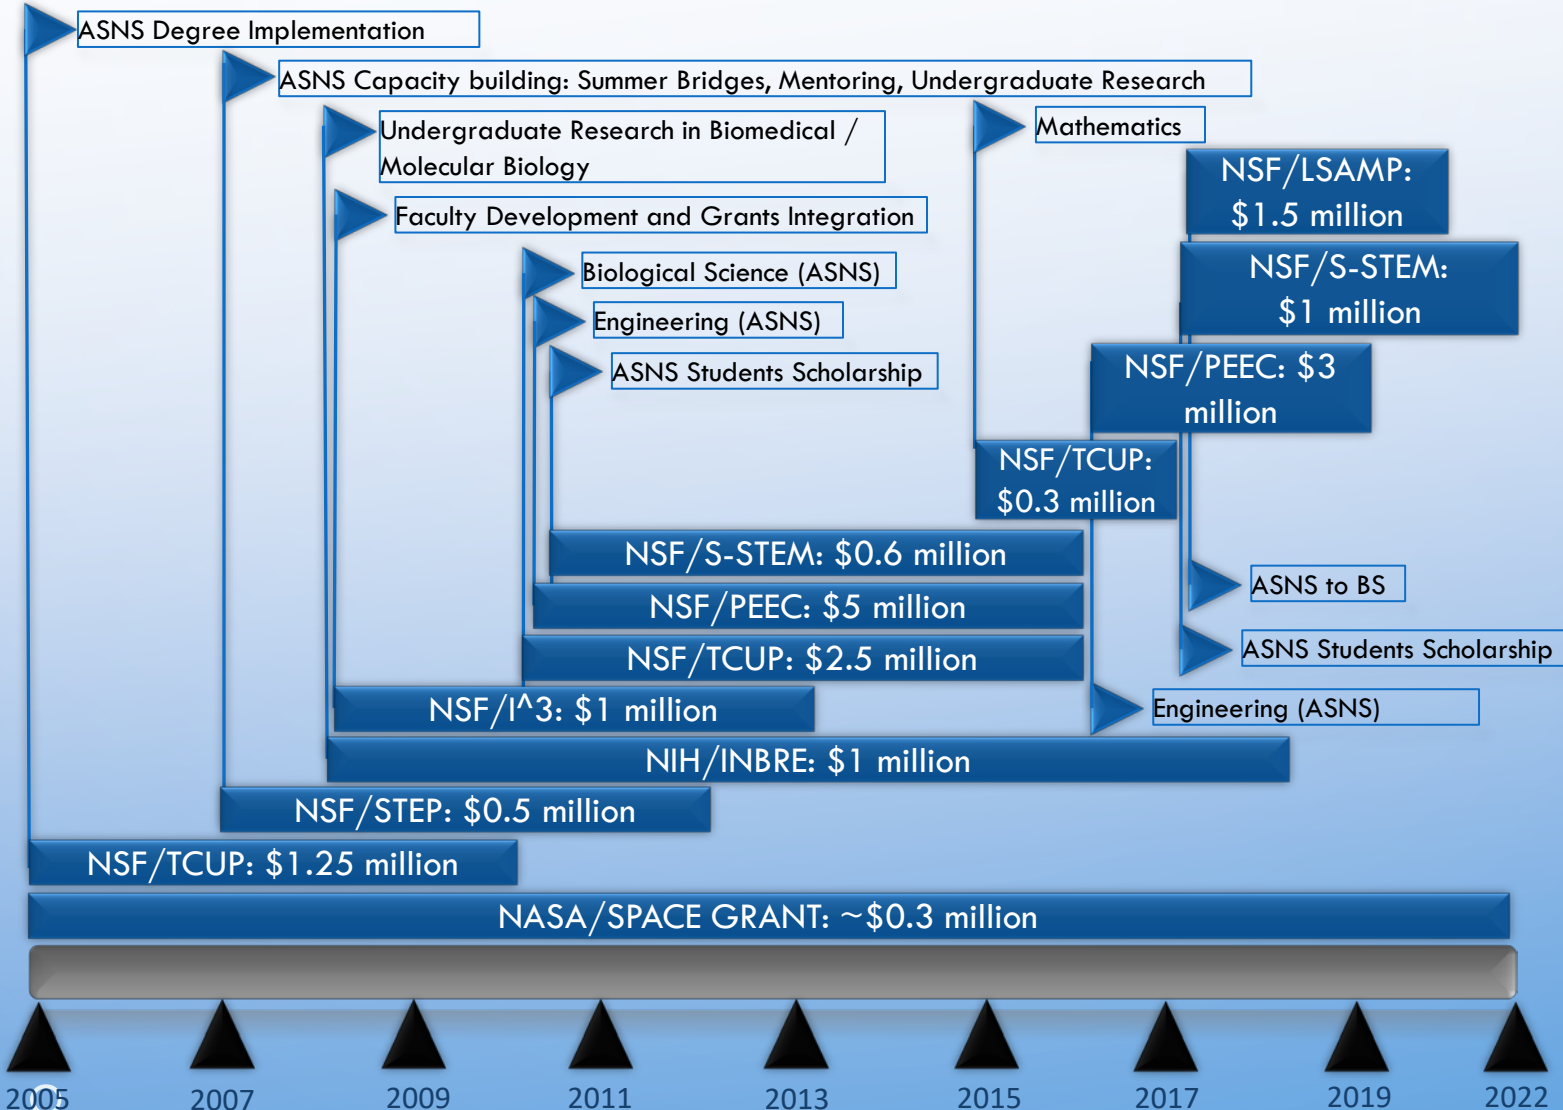 ASNS Degree Implementation
ASNS Capacity building: Summer Bridges, Mentoring, Undergraduate Research
Undergraduate Research in Biomedical /
Molecular Biology
Mathematics
NSF/LSAMP:
$1.5 million
Faculty Development and Grants Integration
Biological Science (ASNS)
NSF/S-STEM:
$1 million
Engineering (ASNS)
ASNS Students Scholarship
NSF/PEEC: $3
million
NSF/TCUP:
$0.3 million
NSF/S-STEM: $0.6 million
ASNS to BS
NSF/PEEC: $5 million
NSF/TCUP: $2.5 million
ASNS Students Scholarship
NSF/I^3: $1 million
Engineering (ASNS)
NIH/INBRE: $1 million
NSF/STEP: $0.5 million
NSF/TCUP: $1.25 million
NASA/SPACE GRANT: ~$0.3 million
2005 2007 2009 2011 2013 2015 2017 2019 2022